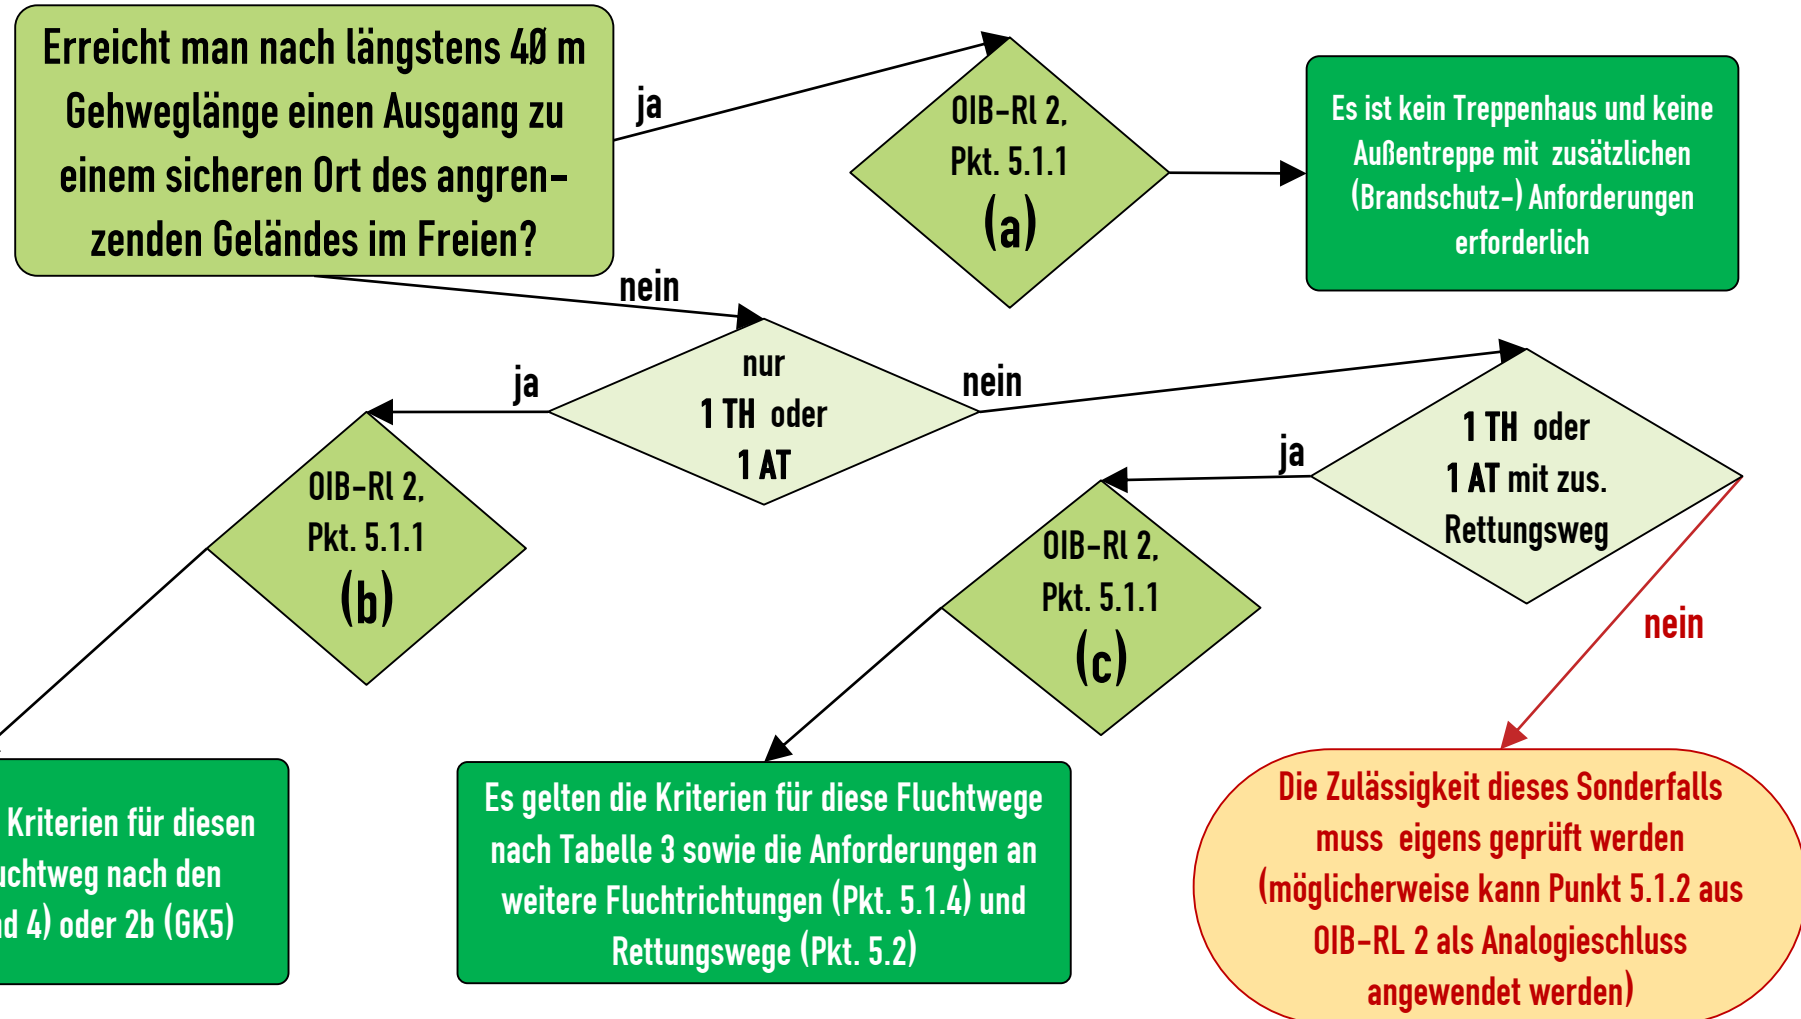 Erreicht man nach längstens 40 m
Gehweglänge einen Ausgang zu
einem sicheren Ort des angren-
zenden Geländes im Freien?
ja
OIB-Rl 2,
Pkt. 5.1.1
(a)
Es ist kein Treppenhaus und keine
Außentreppe mit zusätzlichen
(Brandschutz-) Anforderungen
erforderlich
nein
nur
1 TH oder
1 AT
ja
nein
OIB-Rl 2,
Pkt. 5.1.1
(b)
1 TH oder
1 AT mit zus.
Rettungsweg
ja
nein
OIB-Rl 2,
Pkt. 5.1.1
(c)
Kriterien für diesen
uchtweg nach den
nd 4) oder 2b (GK5)
Es gelten die Kriterien für diese Fluchtwege
nach Tabelle 3 sowie die Anforderungen an
weitere Fluchtrichtungen (Pkt. 5.1.4) und
Rettungswege (Pkt. 5.2)
Die Zulässigkeit dieses Sonderfalls
muss eigens geprüft werden
(möglicherweise kann Punkt 5.1.2 aus
OIB-RL 2 als Analogieschluss
angewendet werden)